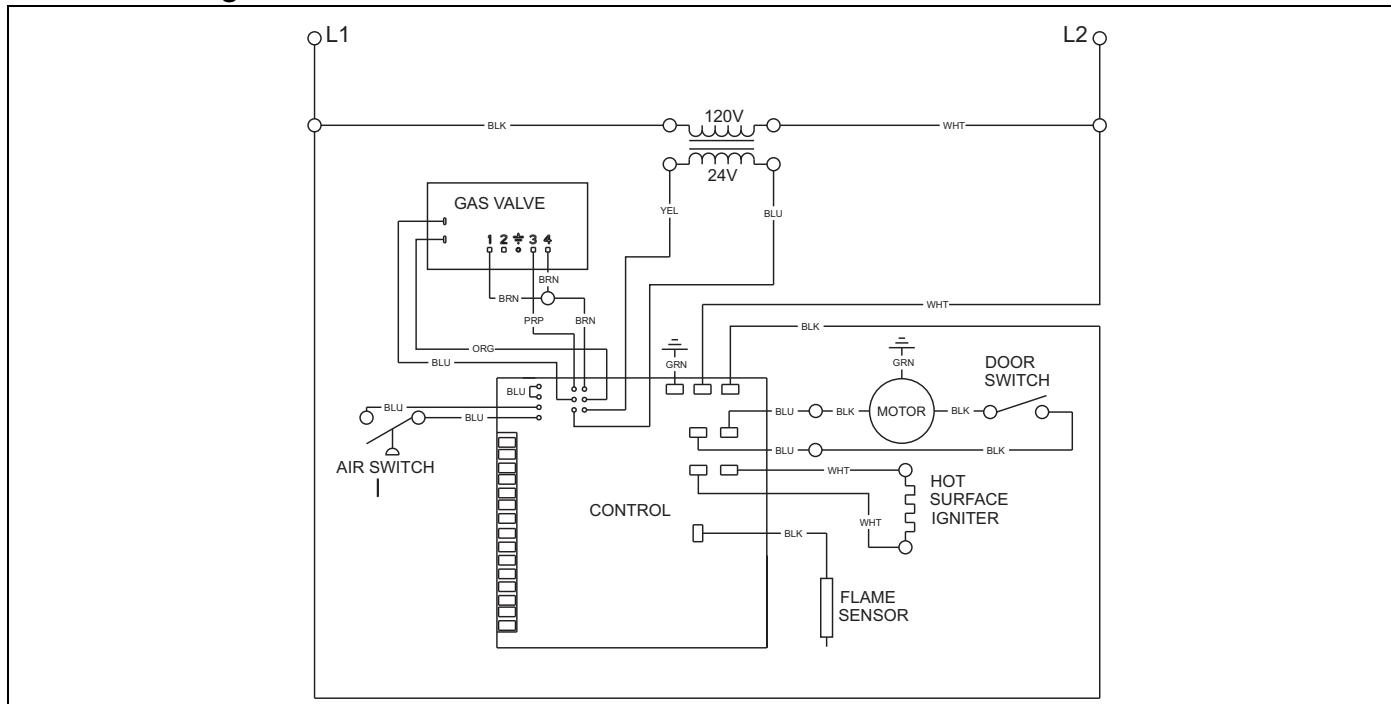 L1
L2
120V
BLK
WHT
24V
GAS VALVE
YEL
BLU
1 2 3 4
BRN
BRN
WHT
PRP
BRN
BLK
ORG
BLU
GRN
GRN
DOOR
SWITCH
BLU
BLU
BLU
BLK
MOTOR
BLK
BLU
AIR SWITCH
BLU
BLK
WHT
HOT
SURFACE
IGNITER
CONTROL
WHT
BLK
FLAME
SENSOR